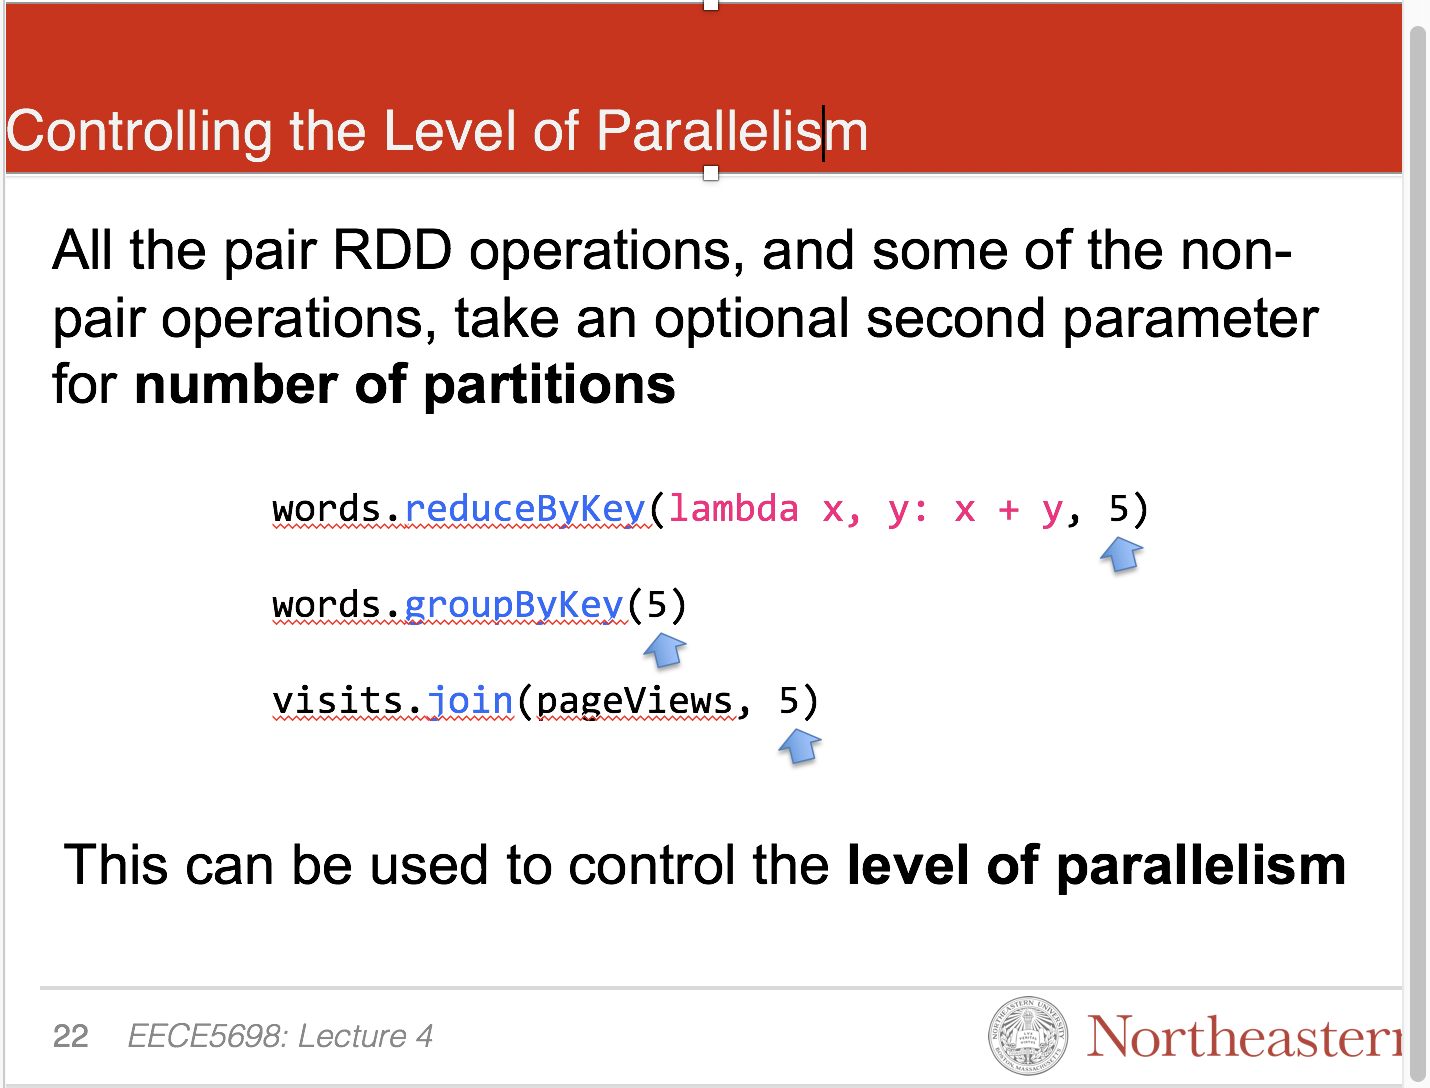 Controlling the Level of Parallelism
All the pair RDD operations, and some of the non-
pair operations, take an optional second parameter
for number of partitions
words.reduceByKey(lambda x, y: x + y, 5)
words.groupByKey(5)
visits.join(pageViews, 5)
This can be used to control the level of parallelism
22 EECE5698: Lecture 4
Northeastern